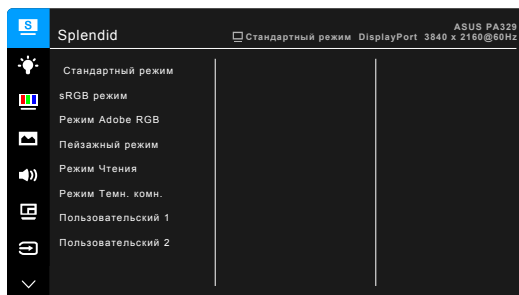 S
Splendid
ASUS PA329
Стандартный режим DisplayPort 3840 x 2160@60Hz
Стандартный режим
sRGB режим
Режим Adobe RGB
Пейзажный режим
Режим Чтения
Режим Темн. комн.
Пользовательский 1
Пользовательский 2